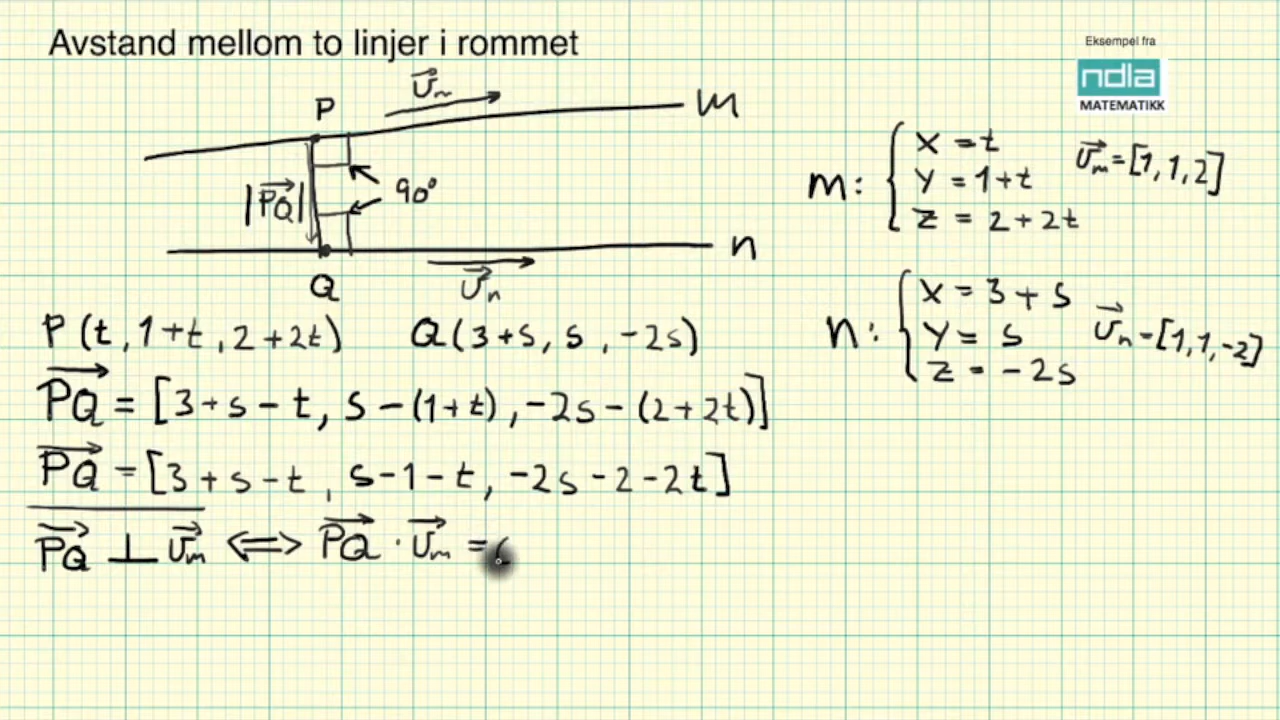 Avstand mellom to linjer i rommet
Eksempel fra
ndla
MATEMATIKK
P
v⃗ₘ
m
|PQ⃗|
90°
n
Q
v⃗ₙ
m: { x = t
y = 1+t
z = 2+2t
v⃗ₘ = [1, 1, 2]
n: { x = 3+s
y = s
z = -2s
v⃗ₙ = [1, 1, -2]
P(t, 1+t, 2+2t) Q(3+s, s, -2s)
PQ⃗ = [3+s-t, s-(1+t), -2s-(2+2t)]
PQ⃗ = [3+s-t, s-1-t, -2s-2-2t]
PQ⃗ ⊥ v⃗ₘ ⟺ PQ⃗ · v⃗ₘ =